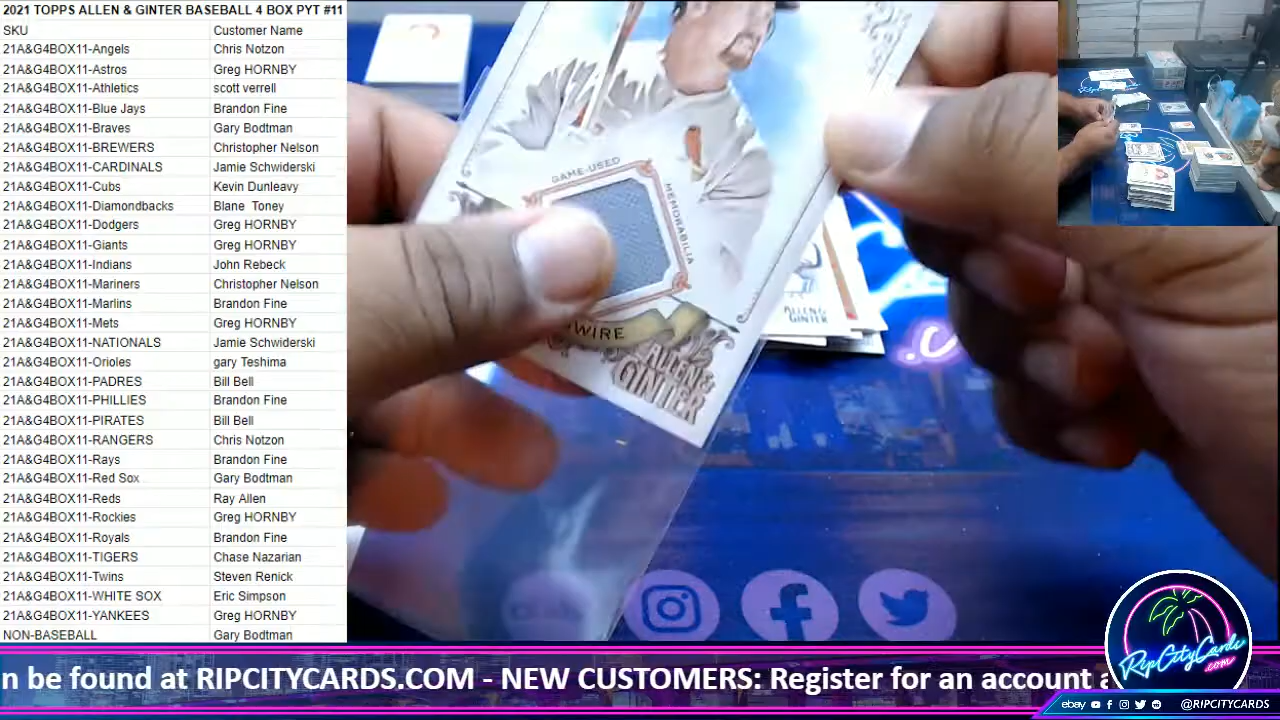 2021 TOPPS ALLEN & GINTER BASEBALL 4 BOX PYT #11
SKU Customer Name
21A&G4BOX11-Angels Chris Notzon
21A&G4BOX11-Astros Greg HORNBY
21A&G4BOX11-Athletics scott verrell
21A&G4BOX11-Blue Jays Brandon Fine
21A&G4BOX11-Braves Gary Bodtman
21A&G4BOX11-BREWERS Christopher Nelson
21A&G4BOX11-CARDINALS Jamie Schwiderski
21A&G4BOX11-Cubs Kevin Dunleavy
21A&G4BOX11-Diamondbacks Blane Toney
21A&G4BOX11-Dodgers Greg HORNBY
21A&G4BOX11-Giants Greg HORNBY
21A&G4BOX11-Indians John Rebeck
21A&G4BOX11-Mariners Christopher Nelson
21A&G4BOX11-Marlins Brandon Fine
21A&G4BOX11-Mets Greg HORNBY
21A&G4BOX11-NATIONALS Jamie Schwiderski
21A&G4BOX11-Orioles gary Teshima
21A&G4BOX11-PADRES Bill Bell
21A&G4BOX11-PHILLIES Brandon Fine
21A&G4BOX11-PIRATES Bill Bell
21A&G4BOX11-RANGERS Chris Notzon
21A&G4BOX11-Rays Brandon Fine
21A&G4BOX11-Red Sox Gary Bodtman
21A&G4BOX11-Reds Ray Allen
21A&G4BOX11-Rockies Greg HORNBY
21A&G4BOX11-Royals Brandon Fine
21A&G4BOX11-TIGERS Chase Nazarian
21A&G4BOX11-Twins Steven Renick
21A&G4BOX11-WHITE SOX Eric Simpson
21A&G4BOX11-YANKEES Greg HORNBY
NON-BASEBALL Gary Bodtman
GAME-USED
MEMORABILIA
WIRE
ALLEN &
GINTER
ALLEN &
GINTER
.C
n be found at RIPCITYCARDS.COM - NEW CUSTOMERS: Register for an account a
RipCityCards
.com
ebay @RIPCITYCARDS